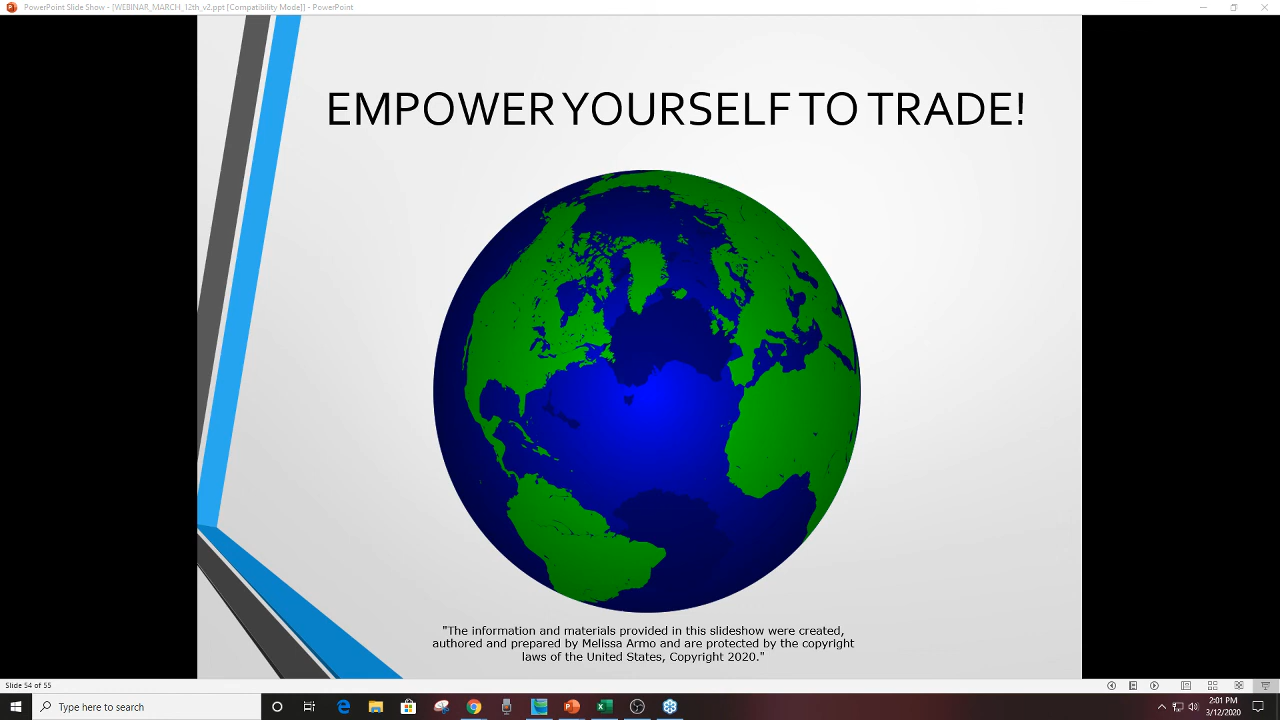 PowerPoint Slide Show - [WEBINAR_MARCH_12th_v2.ppt [Compatibility Mode]] - PowerPoint
EMPOWER YOURSELF TO TRADE!
"The information and materials provided in this slideshow were created,
authored and prepared by Melissa Armo and are protected by the copyright
laws of the United States, Copyright 2020."
Slide 54 of 55
Type here to search
2:01 PM
3/12/2020